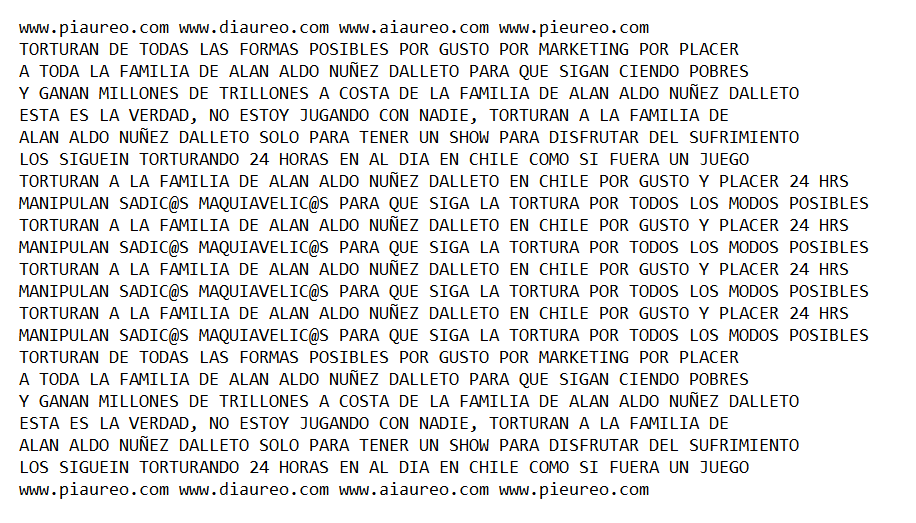 www.piaureo.com www.diaureo.com www.aiaureo.com www.pieureo.com
TORTURAN DE TODAS LAS FORMAS POSIBLES POR GUSTO POR MARKETING POR PLACER
A TODA LA FAMILIA DE ALAN ALDO NUÑEZ DALLETO PARA QUE SIGAN CIENDO POBRES
Y GANAN MILLONES DE TRILLONES A COSTA DE LA FAMILIA DE ALAN ALDO NUÑEZ DALLETO
ESTA ES LA VERDAD, NO ESTOY JUGANDO CON NADIE, TORTURAN A LA FAMILIA DE
ALAN ALDO NUÑEZ DALLETO SOLO PARA TENER UN SHOW PARA DISFRUTAR DEL SUFRIMIENTO
LOS SIGUEIN TORTURANDO 24 HORAS EN AL DIA EN CHILE COMO SI FUERA UN JUEGO
TORTURAN A LA FAMILIA DE ALAN ALDO NUÑEZ DALLETO EN CHILE POR GUSTO Y PLACER 24 HRS
MANIPULAN SADIC@S MAQUIAVELIC@S PARA QUE SIGA LA TORTURA POR TODOS LOS MODOS POSIBLES
TORTURAN A LA FAMILIA DE ALAN ALDO NUÑEZ DALLETO EN CHILE POR GUSTO Y PLACER 24 HRS
MANIPULAN SADIC@S MAQUIAVELIC@S PARA QUE SIGA LA TORTURA POR TODOS LOS MODOS POSIBLES
TORTURAN A LA FAMILIA DE ALAN ALDO NUÑEZ DALLETO EN CHILE POR GUSTO Y PLACER 24 HRS
MANIPULAN SADIC@S MAQUIAVELIC@S PARA QUE SIGA LA TORTURA POR TODOS LOS MODOS POSIBLES
TORTURAN A LA FAMILIA DE ALAN ALDO NUÑEZ DALLETO EN CHILE POR GUSTO Y PLACER 24 HRS
MANIPULAN SADIC@S MAQUIAVELIC@S PARA QUE SIGA LA TORTURA POR TODOS LOS MODOS POSIBLES
TORTURAN DE TODAS LAS FORMAS POSIBLES POR GUSTO POR MARKETING POR PLACER
A TODA LA FAMILIA DE ALAN ALDO NUÑEZ DALLETO PARA QUE SIGAN CIENDO POBRES
Y GANAN MILLONES DE TRILLONES A COSTA DE LA FAMILIA DE ALAN ALDO NUÑEZ DALLETO
ESTA ES LA VERDAD, NO ESTOY JUGANDO CON NADIE, TORTURAN A LA FAMILIA DE
ALAN ALDO NUÑEZ DALLETO SOLO PARA TENER UN SHOW PARA DISFRUTAR DEL SUFRIMIENTO
LOS SIGUEIN TORTURANDO 24 HORAS EN AL DIA EN CHILE COMO SI FUERA UN JUEGO
www.piaureo.com www.diaureo.com www.aiaureo.com www.pieureo.com